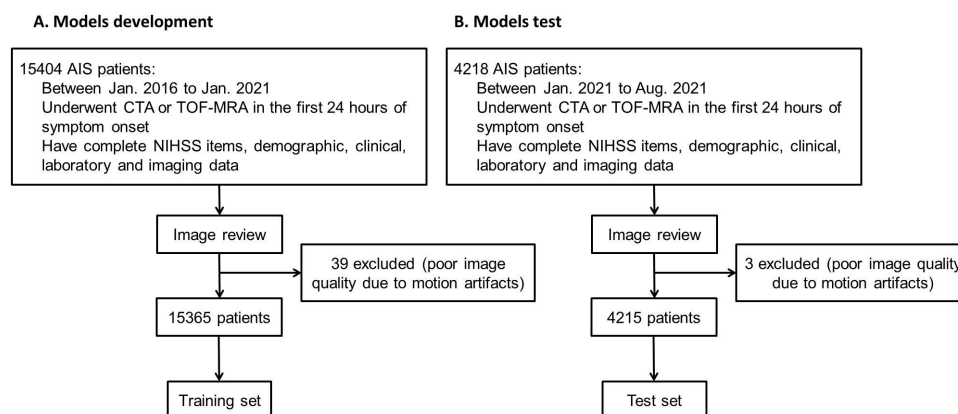 A. Models development
15404 AIS patients:
Between Jan. 2016 to Jan. 2021
Underwent CTA or TOF-MRA in the first 24 hours of
symptom onset
Have complete NIHSS items, demographic, clinical,
laboratory and imaging data
Image review
39 excluded (poor image
quality due to motion artifacts)
15365 patients
Training set
B. Models test
4218 AIS patients:
Between Jan. 2021 to Aug. 2021
Underwent CTA or TOF-MRA in the first 24 hours of
symptom onset
Have complete NIHSS items, demographic, clinical,
laboratory and imaging data
Image review
3 excluded (poor image quality
due to motion artifacts)
4215 patients
Test set